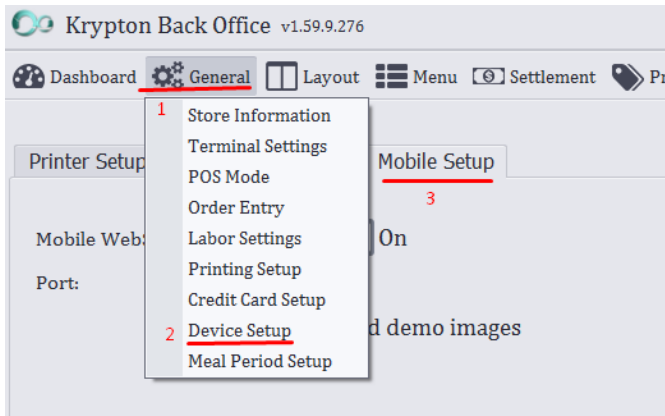 Krypton Back Office v1.59.9.276
Dashboard General Layout Menu Settlement
1
Store Information
Terminal Settings
Printer Setup
Mobile Setup
POS Mode
3
Order Entry
Mobile
Labor Settings
On
Printing Setup
Port:
Credit Card Setup
2 Device Setup
demo images
Meal Period Setup